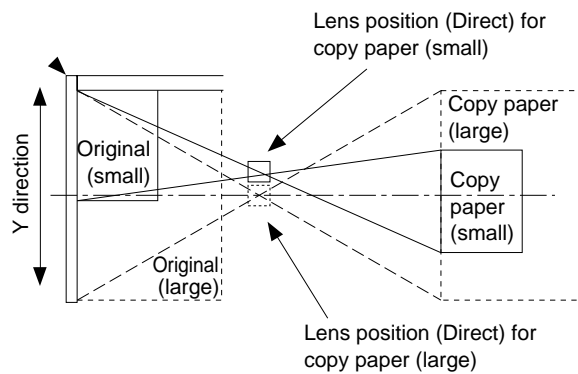 Lens position (Direct) for
copy paper (small)
Y direction
Original
(small)
Copy paper
(large)
Copy
paper
(small)
Original
(large)
Lens position (Direct) for
copy paper (large)